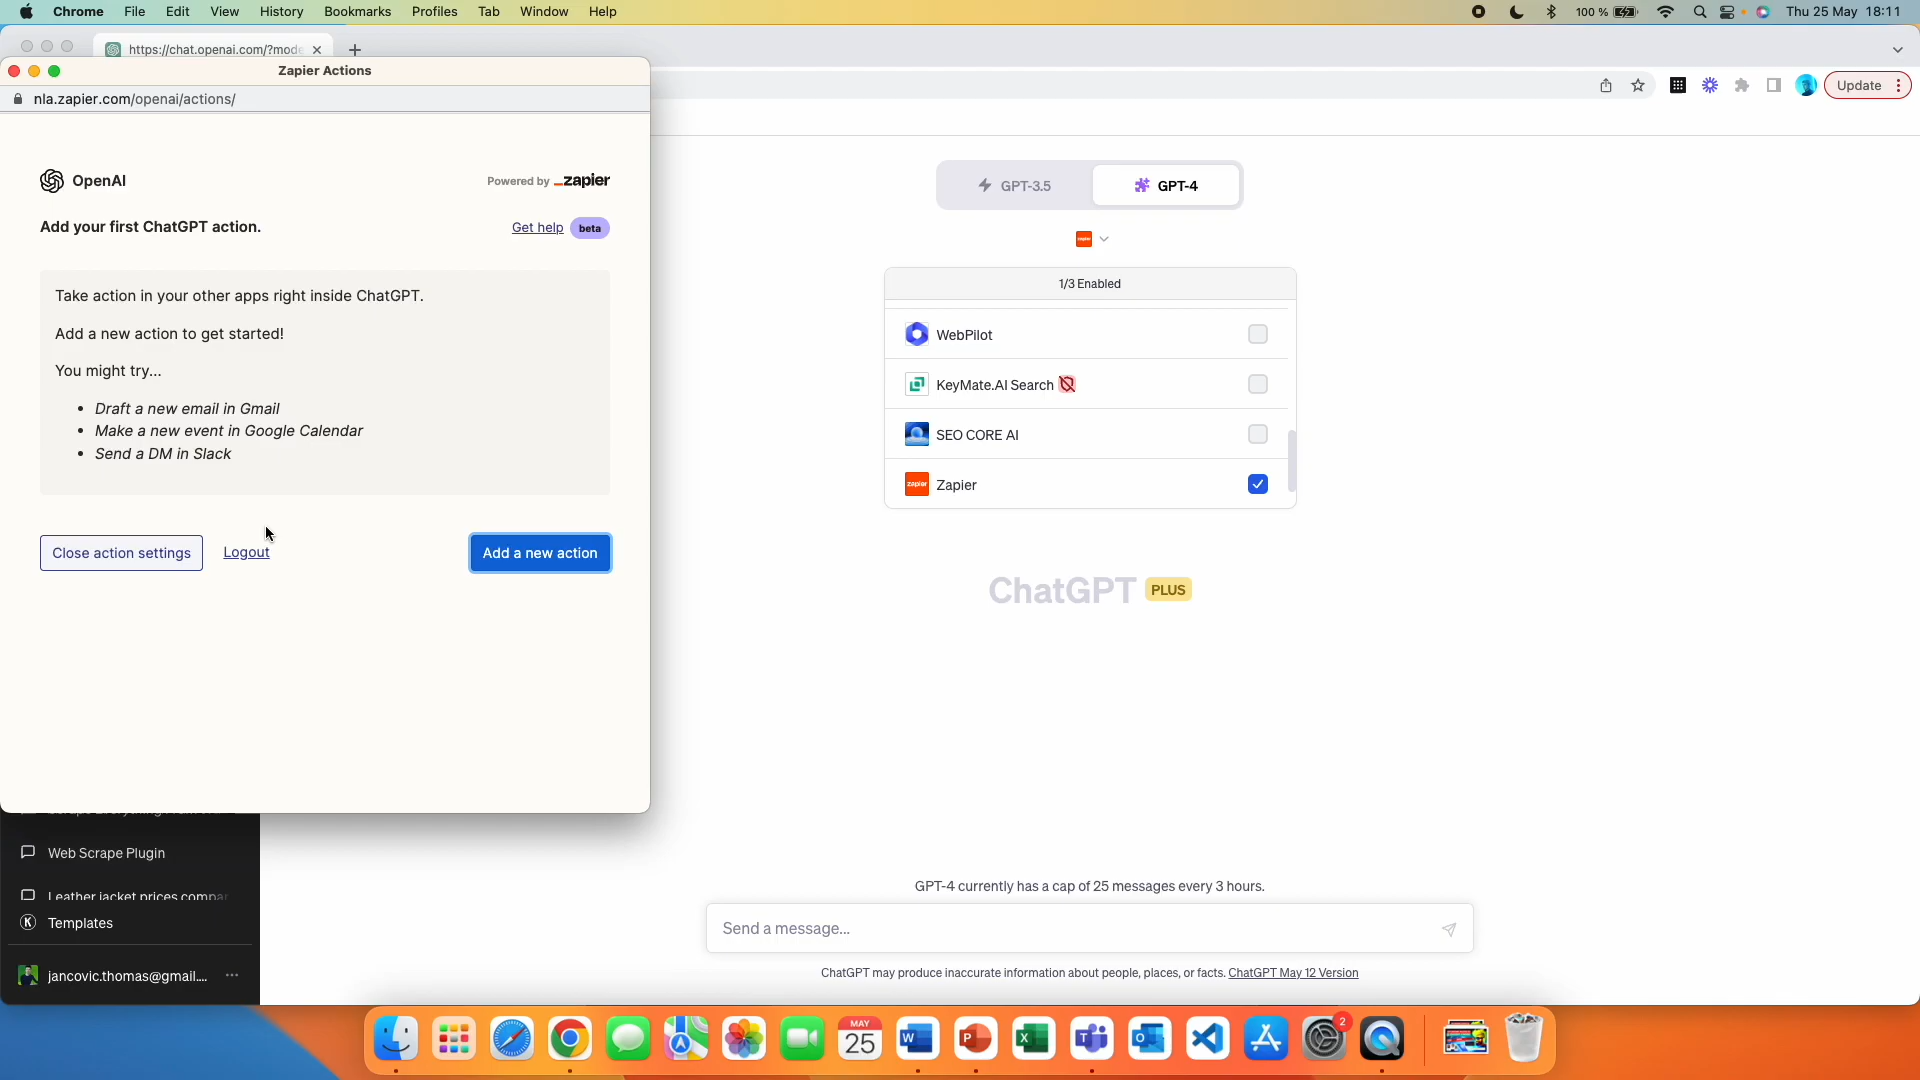 Chrome File Edit View History Bookmarks Profiles Tab Window Help
100 % Thu 25 May 18:11
https://chat.openai.com/?mode
Zapier Actions
nla.zapier.com/openai/actions/
Update
OpenAI
Powered by zapier
GPT-3.5 GPT-4
Add your first ChatGPT action.
Get help beta
zapier
1/3 Enabled
Take action in your other apps right inside ChatGPT.
Add a new action to get started!
You might try...
• Draft a new email in Gmail
• Make a new event in Google Calendar
• Send a DM in Slack
WebPilot
KeyMate.AI Search
SEO CORE AI
zapier Zapier
Close action settings Logout Add a new action
ChatGPT PLUS
Web Scrape Plugin
Leather jacket prices compar
K Templates
jancovic.thomas@gmail.... ...
GPT-4 currently has a cap of 25 messages every 3 hours.
Send a message...
ChatGPT may produce inaccurate information about people, places, or facts. ChatGPT May 12 Version
MAY
25
W
P
X
T
O
2